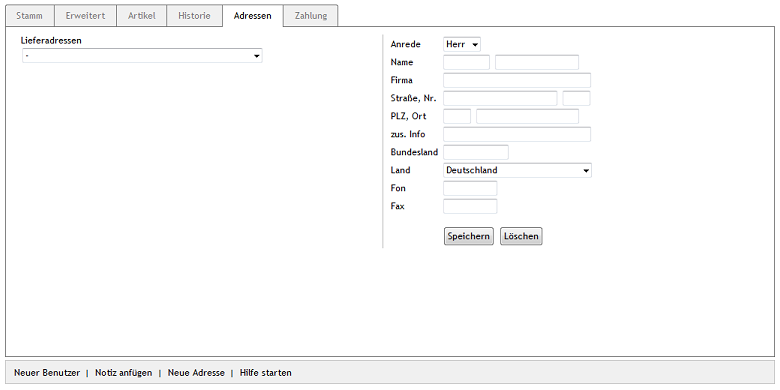 Stamm Erweitert Artikel Historie Adressen Zahlung
Lieferadressen
-
Anrede Herr
Name
Firma
Straße, Nr.
PLZ, Ort
zus. Info
Bundesland
Land Deutschland
Fon
Fax
Speichern Löschen
Neuer Benutzer | Notiz anfügen | Neue Adresse | Hilfe starten